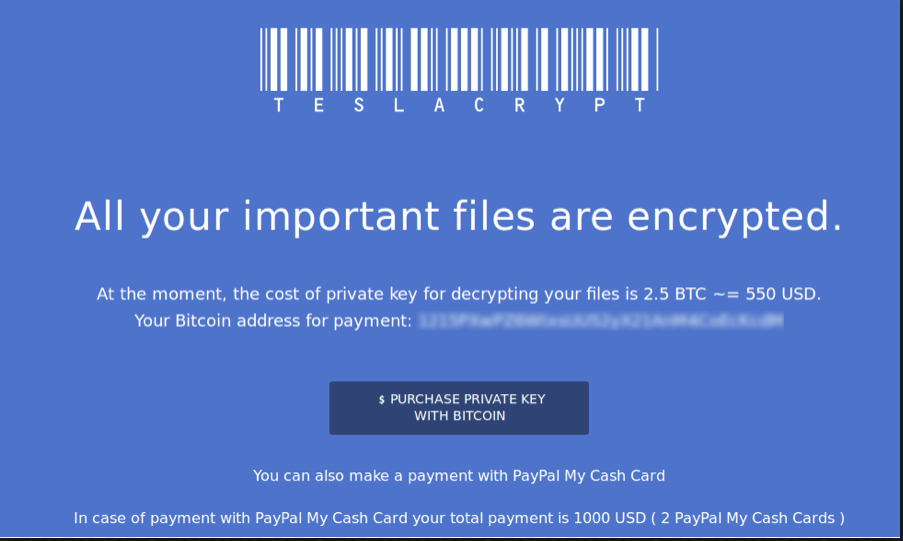 TESLACRYPT
All your important files are encrypted.
At the moment, the cost of private key for decrypting your files is 2.5 BTC ~= 550 USD.
Your Bitcoin address for payment:
$ PURCHASE PRIVATE KEY
WITH BITCOIN
You can also make a payment with PayPal My Cash Card
In case of payment with PayPal My Cash Card your total payment is 1000 USD ( 2 PayPal My Cash Cards )